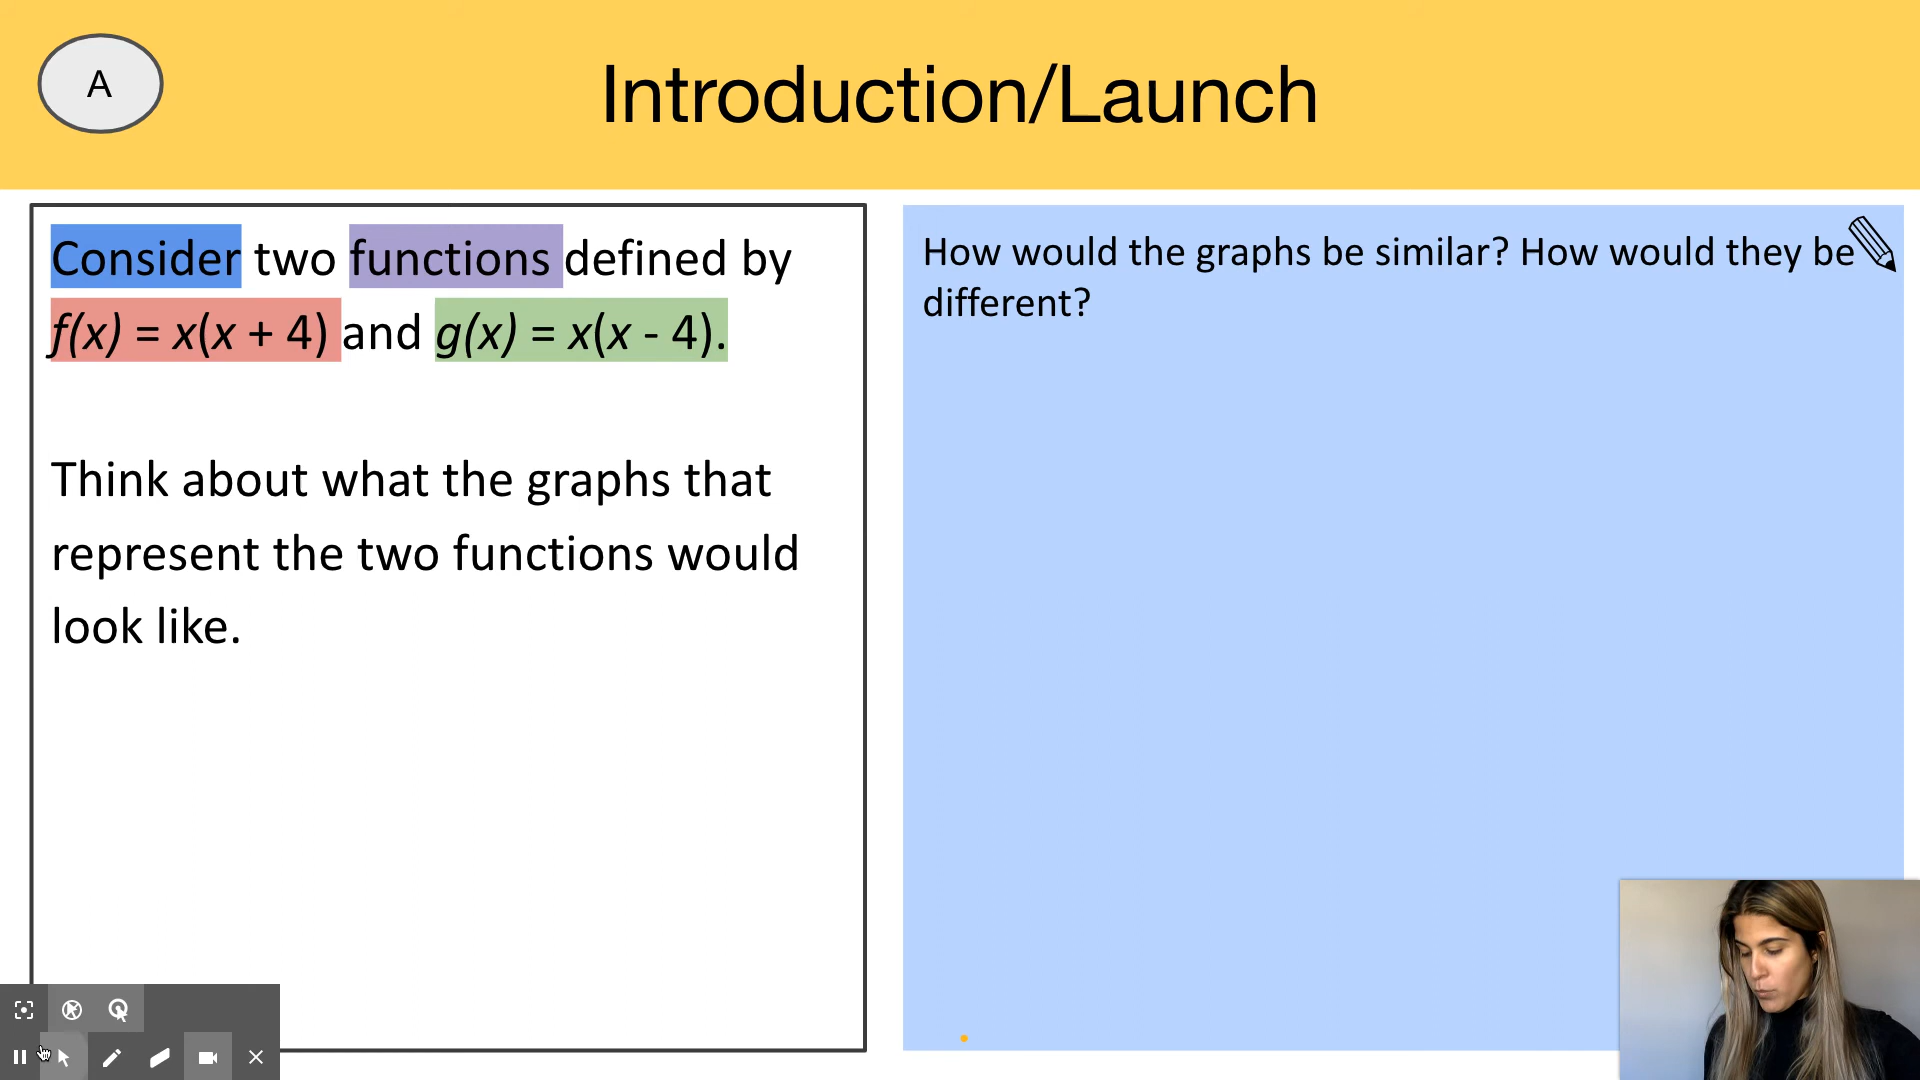 A
Introduction/Launch
Consider two functions defined by
f(x) = x(x + 4) and g(x) = x(x - 4).
Think about what the graphs that
represent the two functions would
look like.
How would the graphs be similar? How would they be
different?